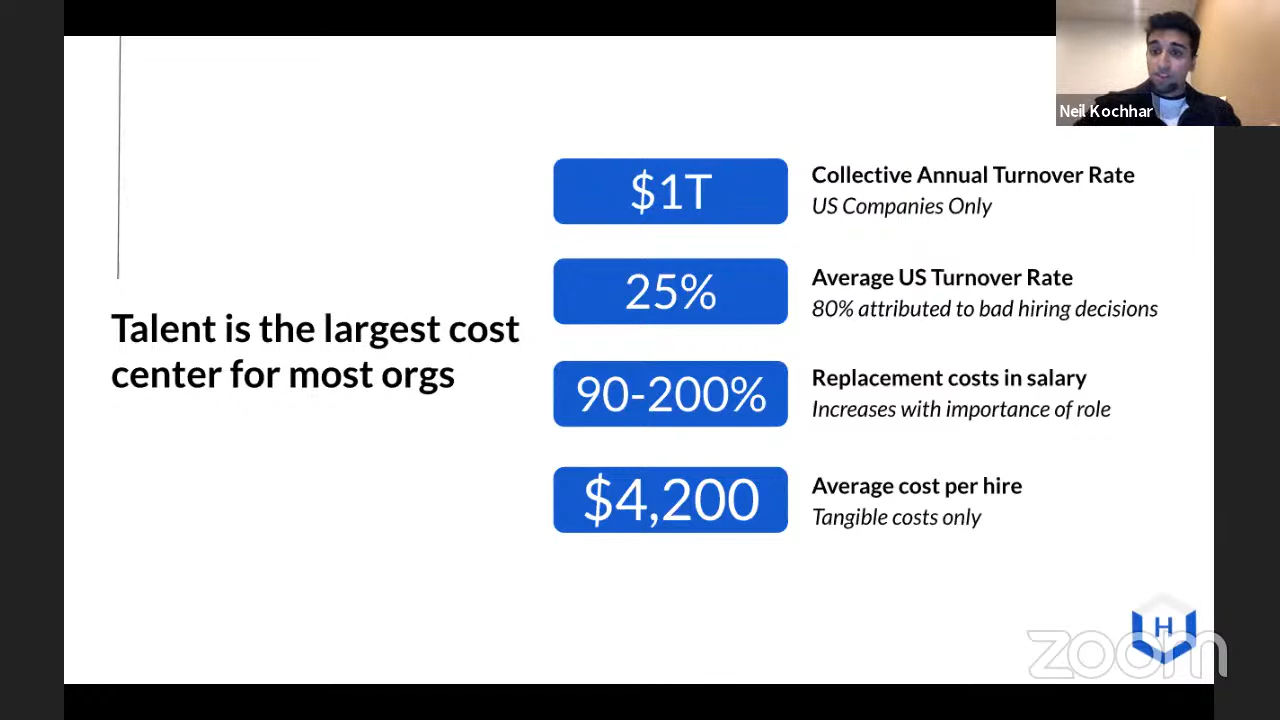 Neil Kochhar
Talent is the largest cost
center for most orgs
$1T
Collective Annual Turnover Rate
US Companies Only
25%
Average US Turnover Rate
80% attributed to bad hiring decisions
90-200%
Replacement costs in salary
Increases with importance of role
$4,200
Average cost per hire
Tangible costs only
H
zoom